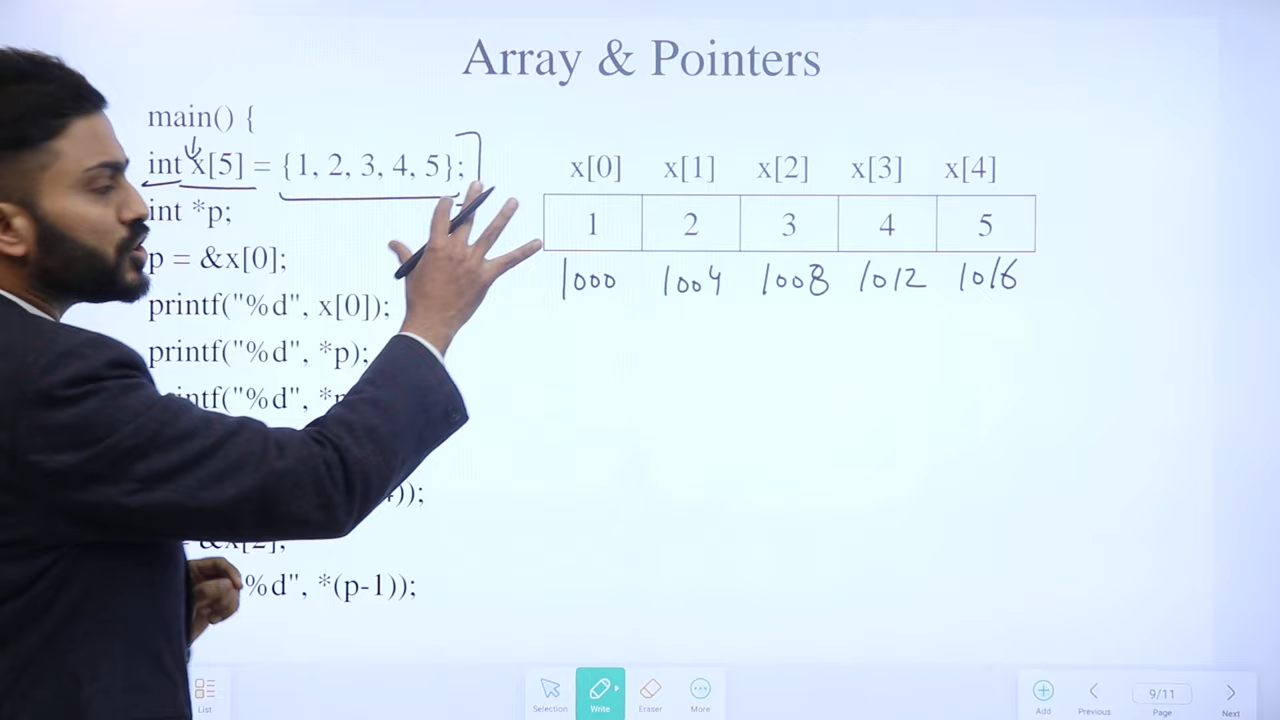 Array & Pointers
main() {
int x[5] = {1, 2, 3, 4, 5};
int *p;
p = &x[0];
printf("%d", x[0]);
printf("%d", *p);
intf("%d", *p
));
&x[2];
%d", *(p-1));
x[0] x[1] x[2] x[3] x[4]
1 2 3 4 5
1000 1004 1008 1012 1016
List
Selection Write Eraser More
Add Previous 9/11 Page Next